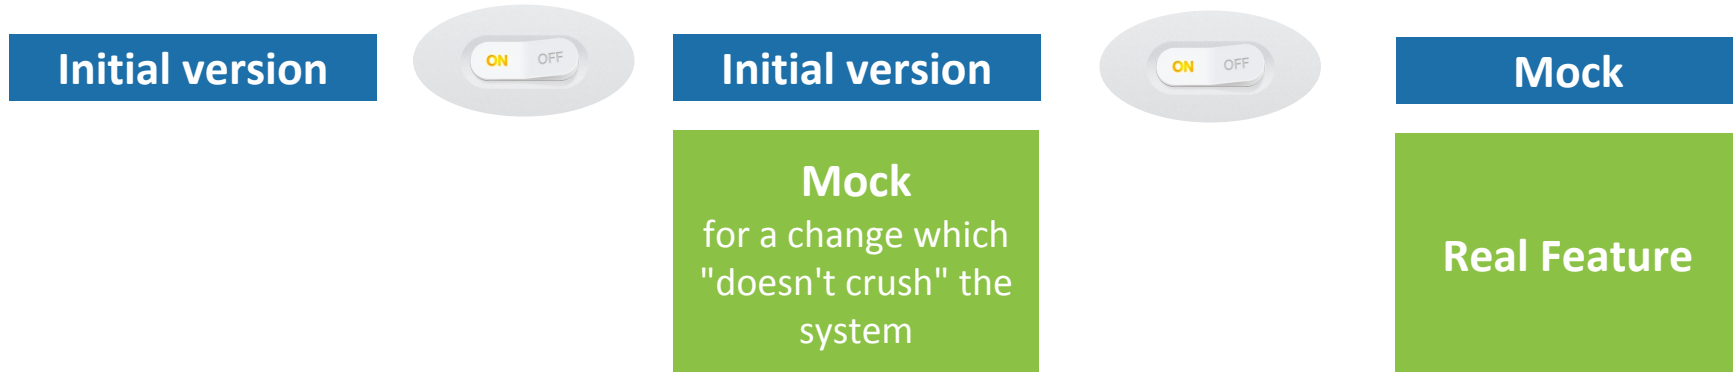 Initial version
ON OFF
Initial version
ON OFF
Mock
Mock
for a change which
"doesn't crush" the
system
Real Feature